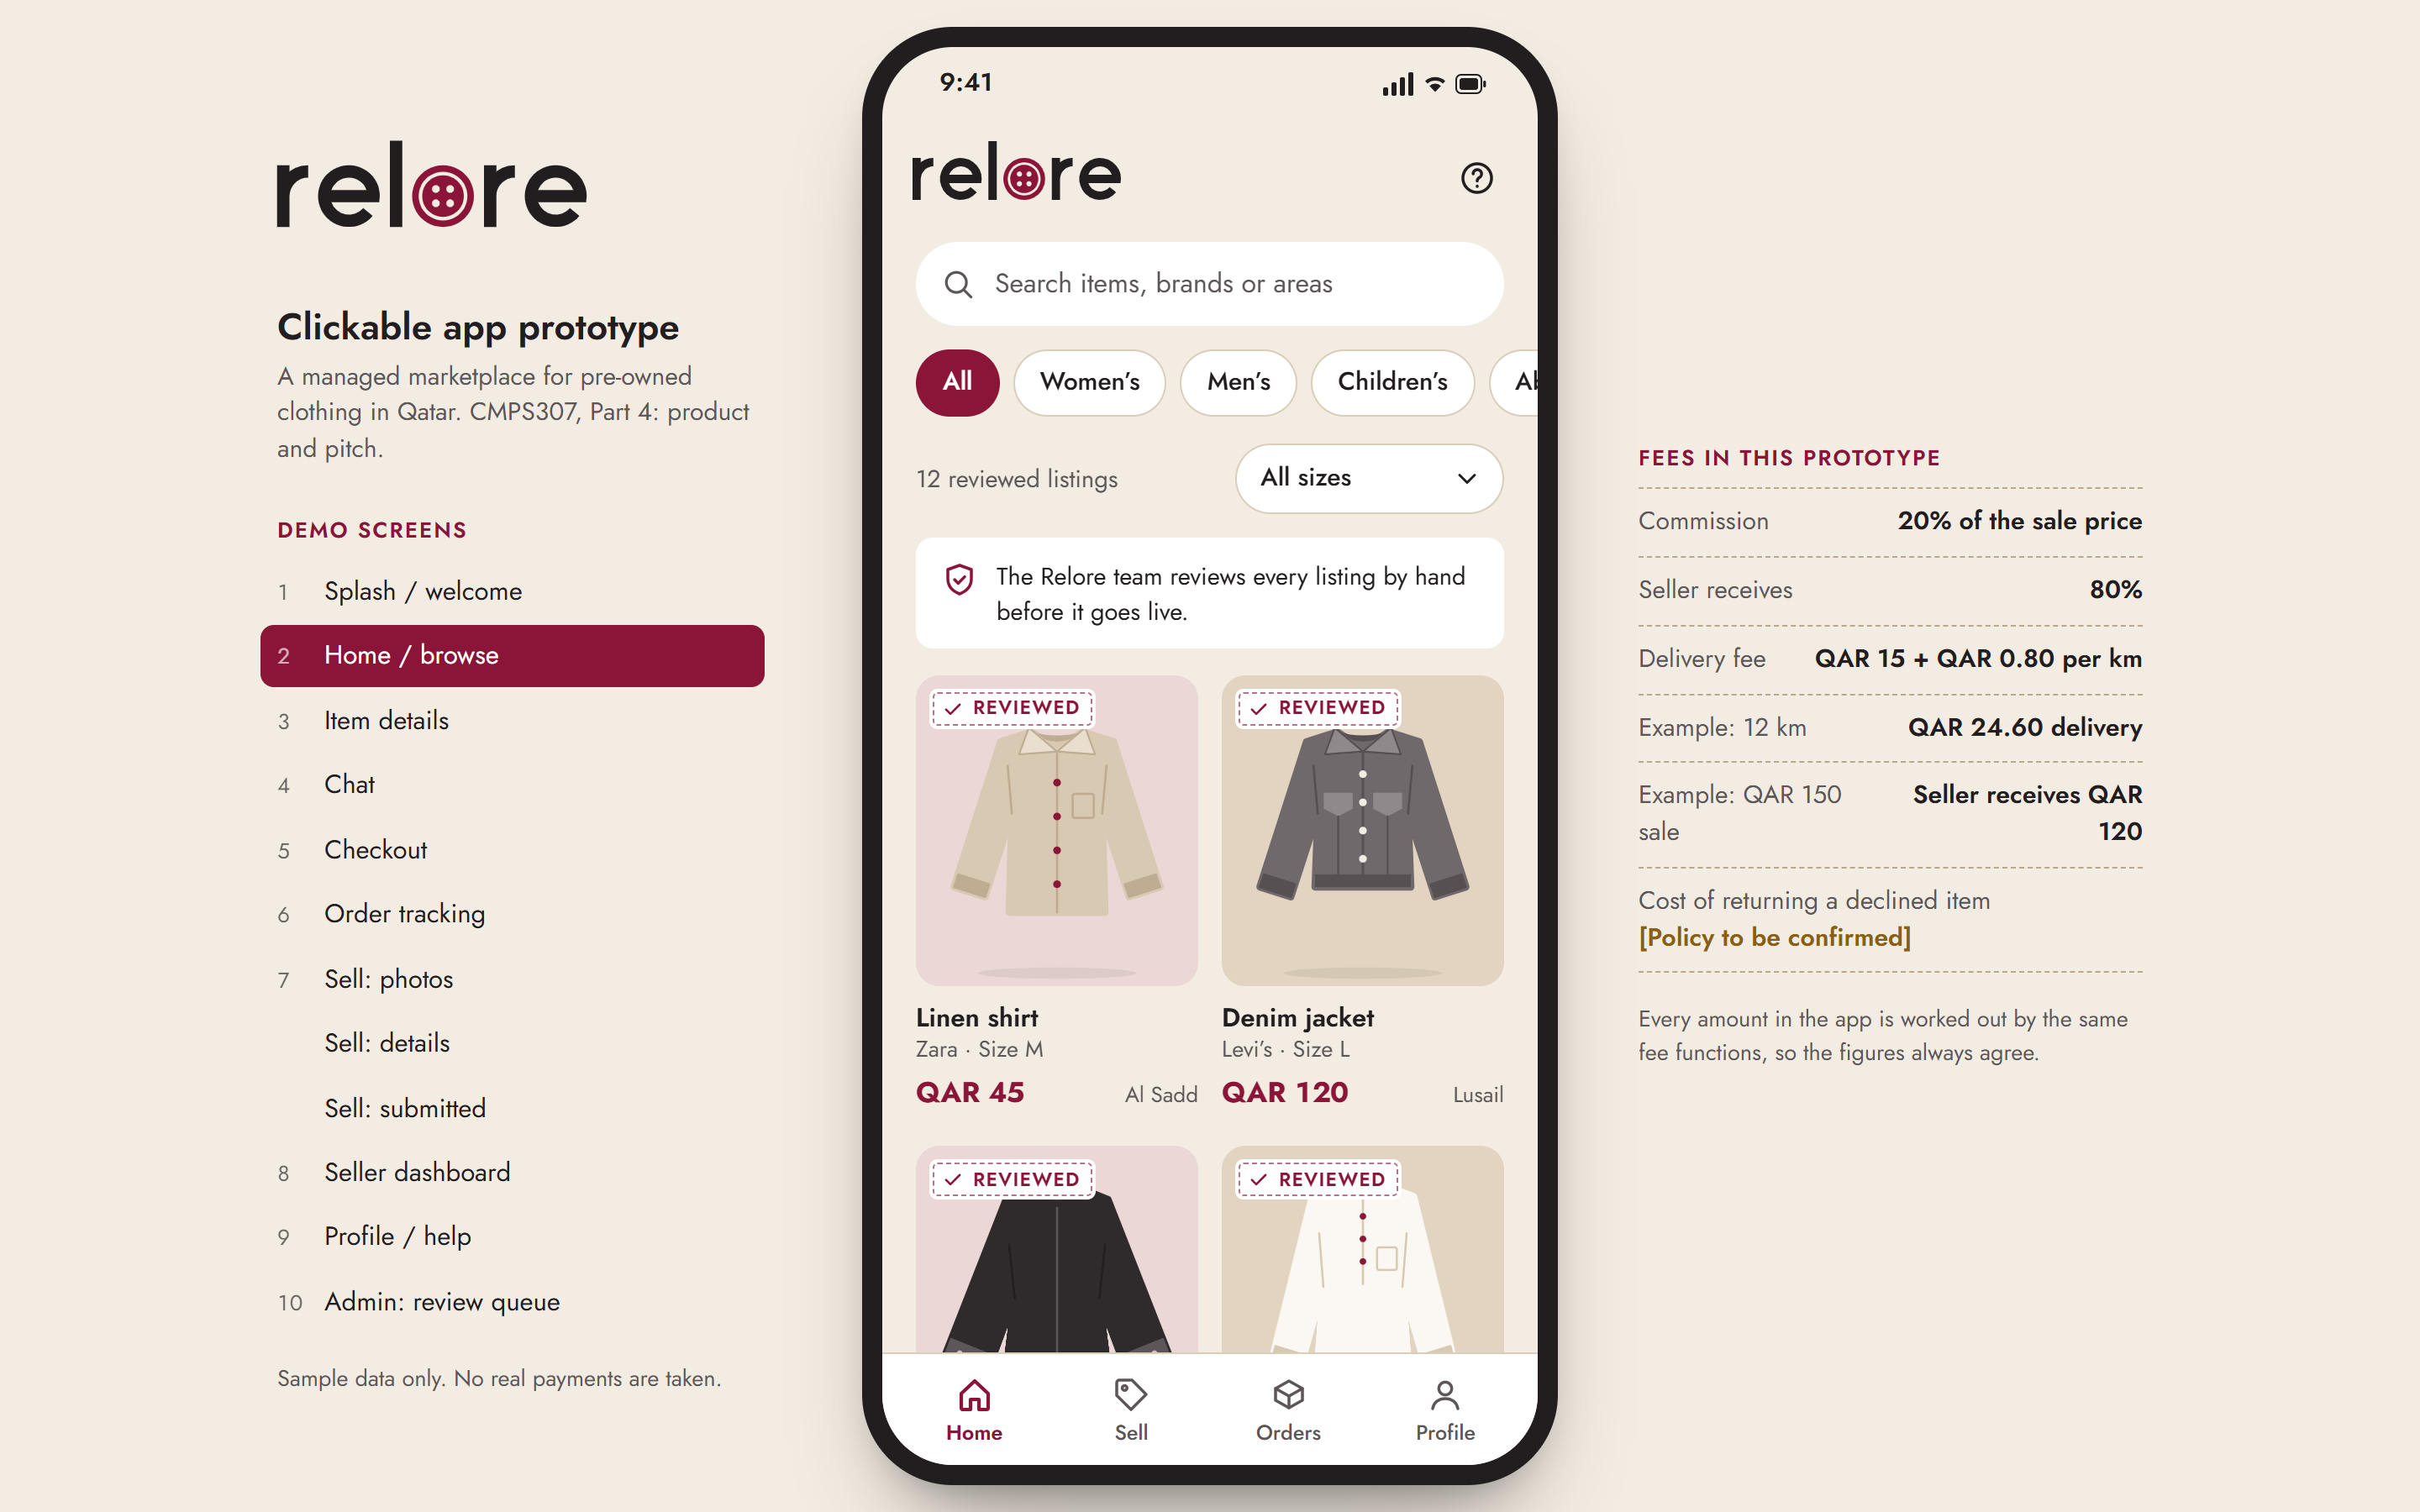 relore
Clickable app prototype
A managed marketplace for pre-owned
clothing in Qatar. CMPS307, Part 4: product
and pitch.
DEMO SCREENS
1 Splash / welcome
2 Home / browse
3 Item details
4 Chat
5 Checkout
6 Order tracking
7 Sell: photos
Sell: details
Sell: submitted
8 Seller dashboard
9 Profile / help
10 Admin: review queue
Sample data only. No real payments are taken.
9:41
relore
Search items, brands or areas
All Women’s Men’s Children’s Ab
12 reviewed listings All sizes
The Relore team reviews every listing by hand
before it goes live.
REVIEWED REVIEWED
Linen shirt Denim jacket
Zara · Size M Levi’s · Size L
QAR 45 Al Sadd QAR 120 Lusail
REVIEWED REVIEWED
Home Sell Orders Profile
FEES IN THIS PROTOTYPE
Commission 20% of the sale price
Seller receives 80%
Delivery fee QAR 15 + QAR 0.80 per km
Example: 12 km QAR 24.60 delivery
Example: QAR 150 Seller receives QAR
sale 120
Cost of returning a declined item
[Policy to be confirmed]
Every amount in the app is worked out by the same
fee functions, so the figures always agree.